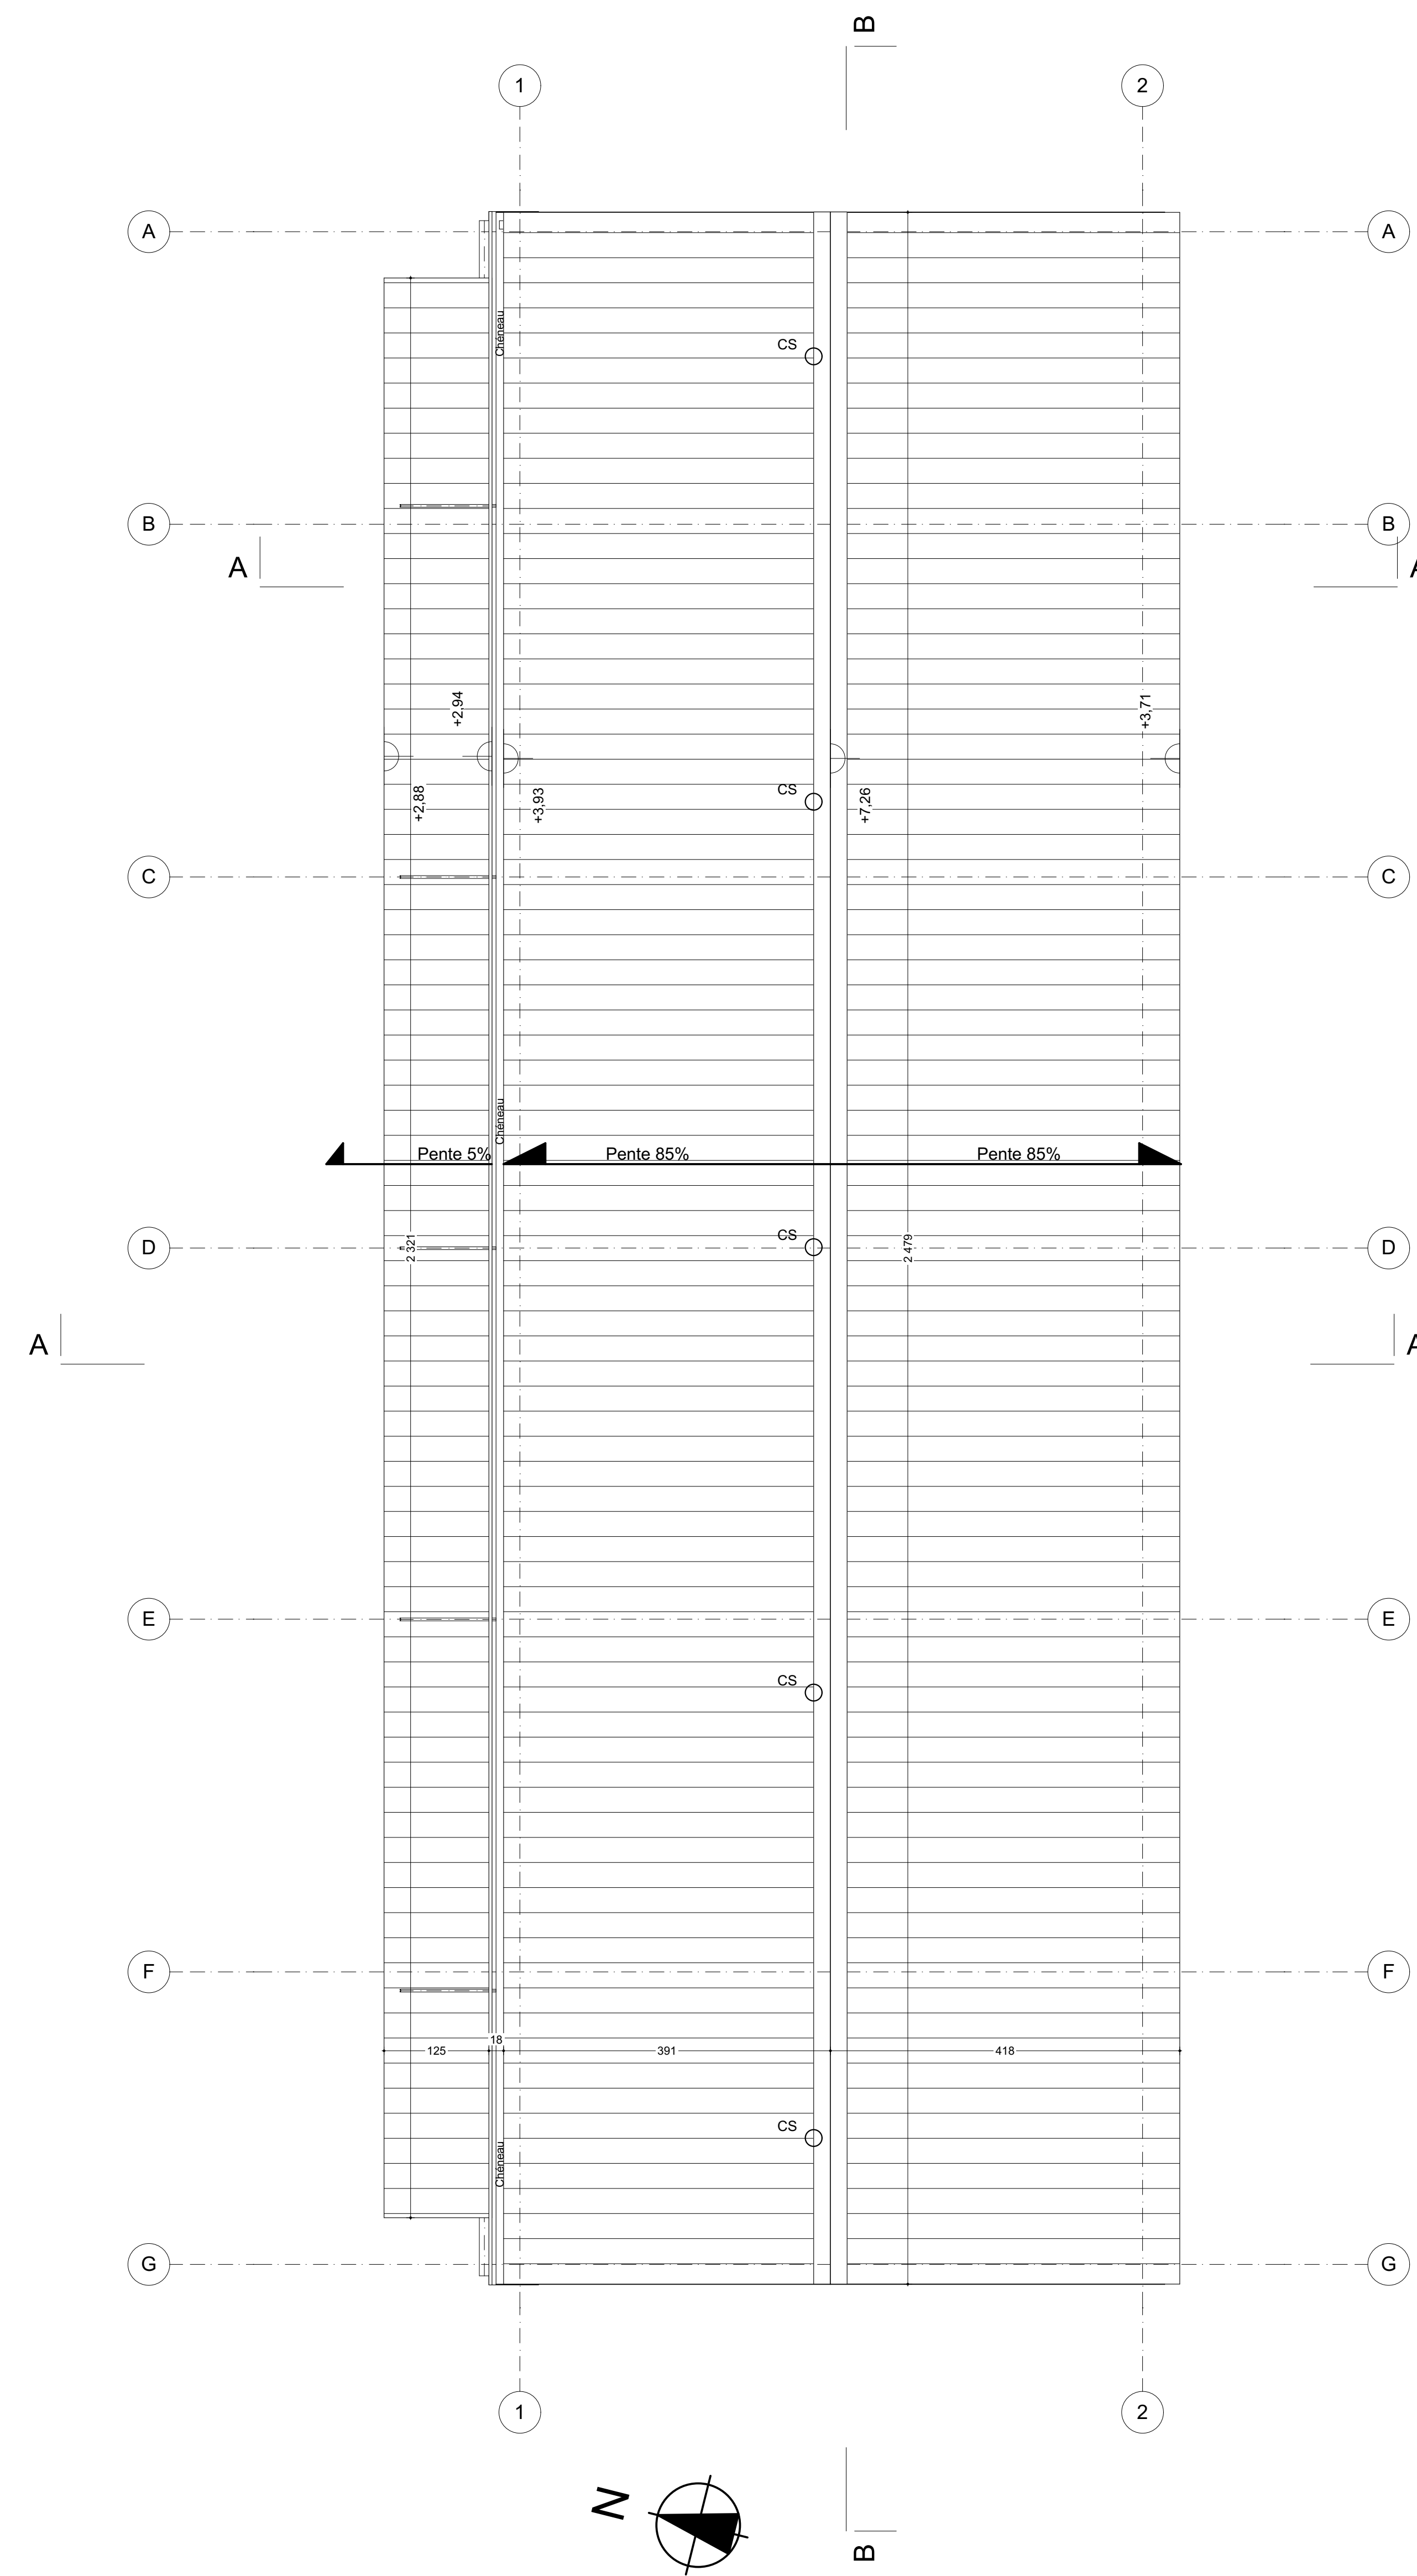 B
1 2
A A
CS
Chéneau
B B
A A
+2,94 +3,71
+2,88 +3,93 CS +7,26
C C
Chéneau
Pente 5% Pente 85% Pente 85%
D 2 321 CS 2 479 D
A A
E E
CS
F F
18
125 391 418
CS
Chéneau
G G
1 2
N
B